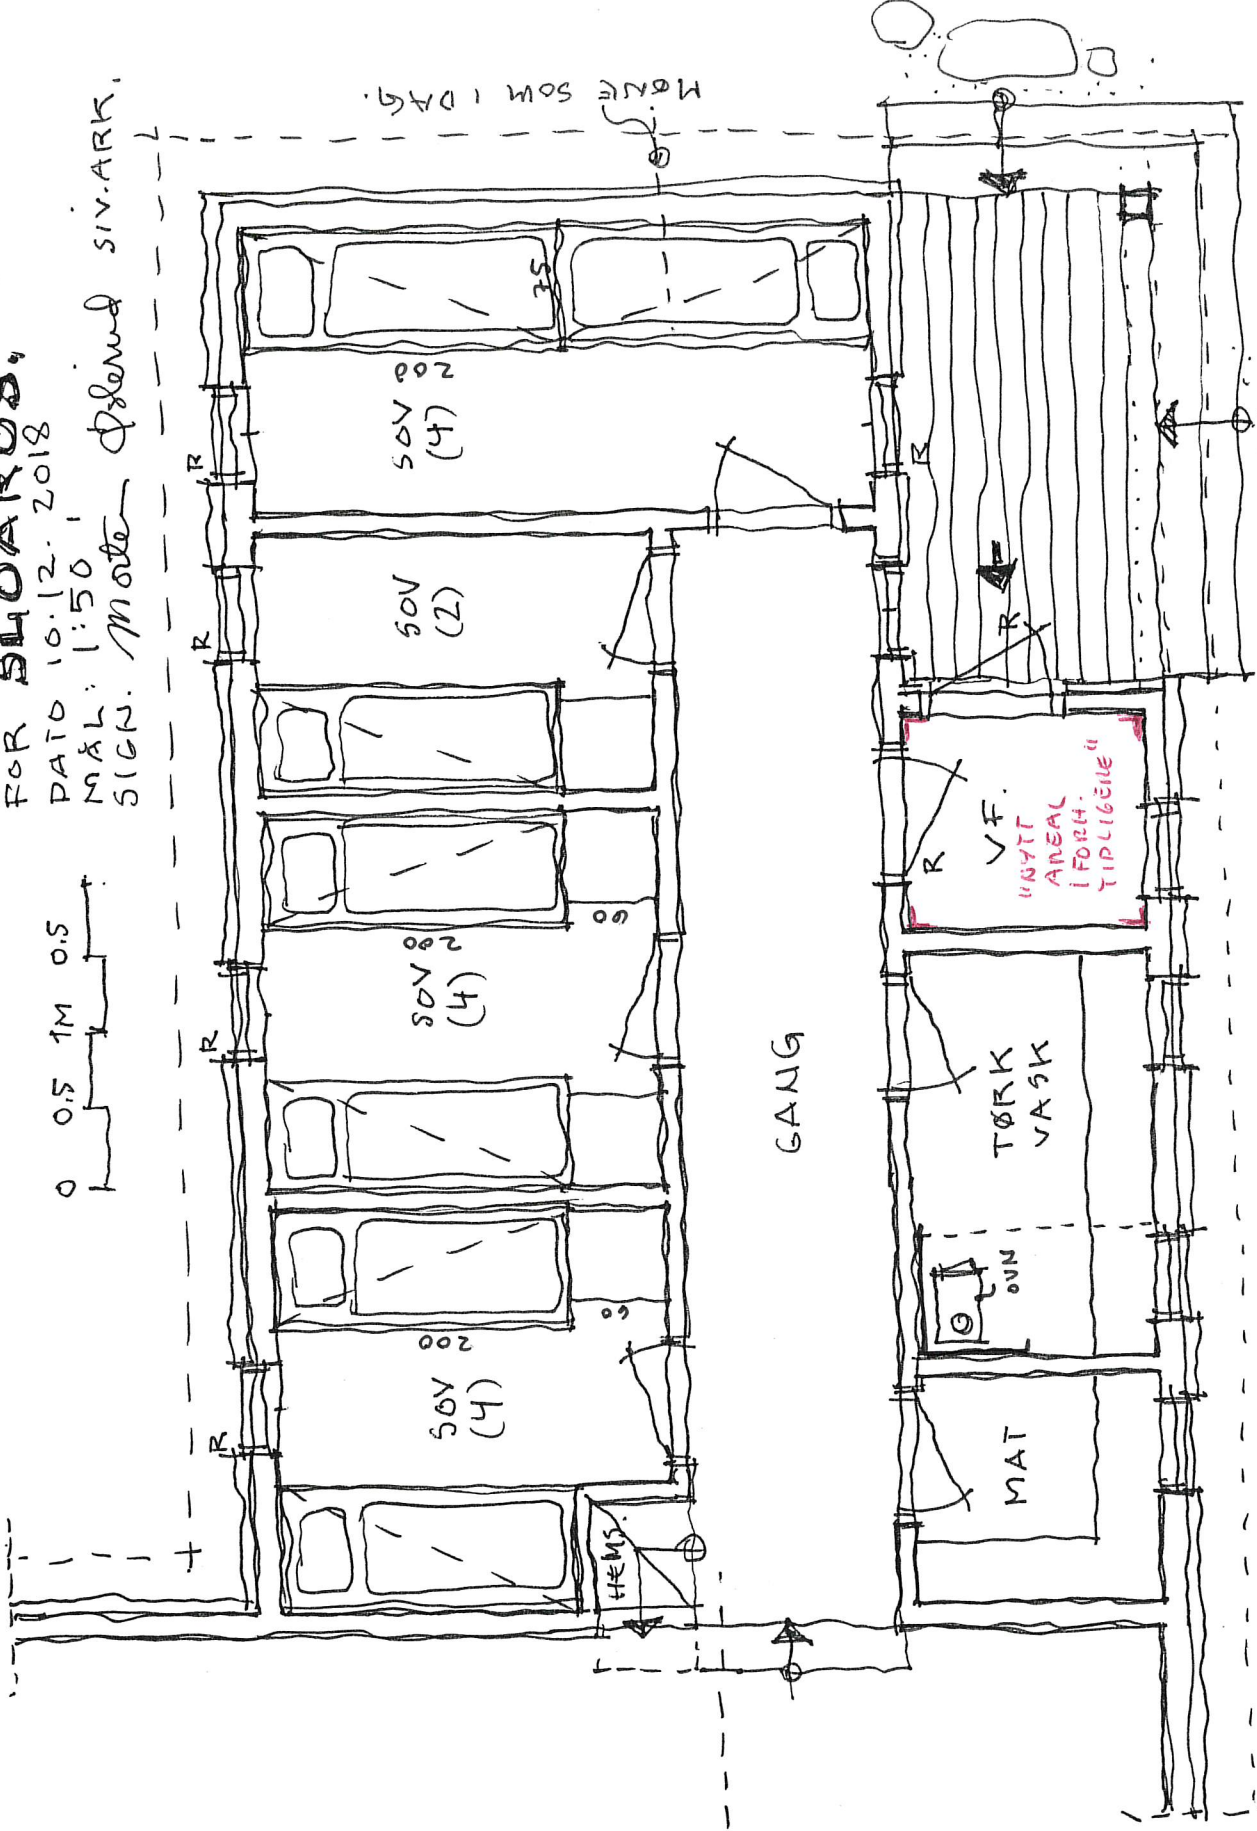 FOR
DATO 10.12.2018
MÅL: 1:50
SIGN. Morten SIV.ARK.
0 0,5 1M 0.5
MØNE SOM I DAG.
R
R
R
R
SOV
(4)
200
SOV
(4)
200
SOV
(2)
SOV
(4)
200
75
60
60
HEMS.
GANG
MAT
OVN
TØRK
VASK
VF.
"NYTT
AREAL
I FORH.
TIDLIGERE"
R
R
R